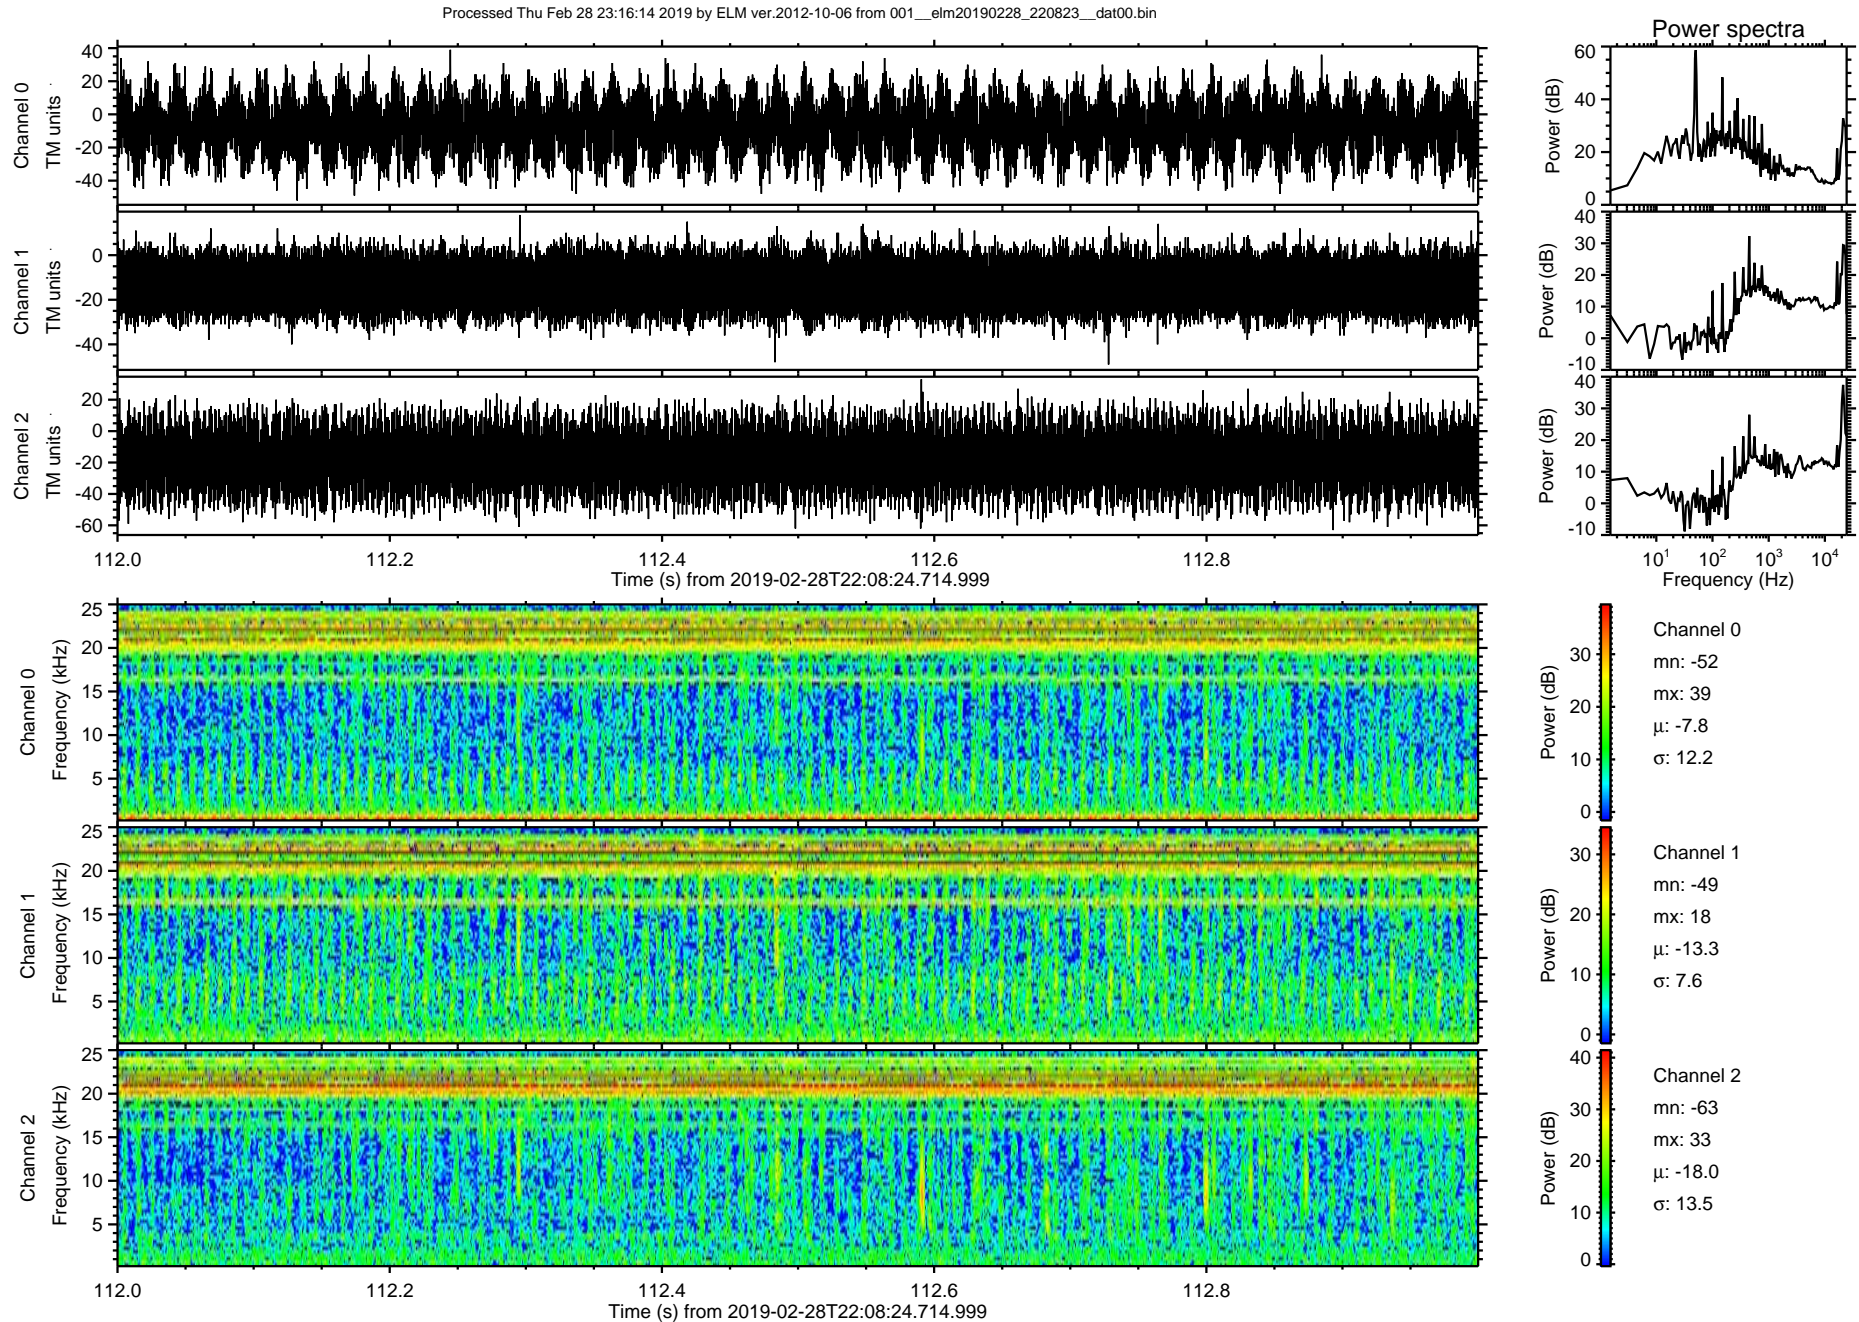 Processed Thu Feb 28 23:16:14 2019 by ELM ver.2012-10-06 from 001__elm20190228_220823__dat00.bin
Power spectra
Channel 0
TM units
40
20
0
-20
-40
Power (dB)
60
40
20
0
Channel 1
TM units
0
-20
-40
Power (dB)
40
30
20
10
0
-10
Channel 2
TM units
20
0
-20
-40
-60
Power (dB)
40
30
20
10
0
-10
112.0 112.2 112.4 112.6 112.8
Time (s) from 2019-02-28T22:08:24.714.999
10¹ 10² 10³ 10⁴
Frequency (Hz)
Channel 0
Frequency (kHz)
25
20
15
10
5
Power (dB)
30
20
10
0
Channel 0
mn: -52
mx: 39
μ: -7.8
σ: 12.2
Channel 1
Frequency (kHz)
25
20
15
10
5
Power (dB)
30
20
10
0
Channel 1
mn: -49
mx: 18
μ: -13.3
σ: 7.6
Channel 2
Frequency (kHz)
25
20
15
10
5
Power (dB)
40
30
20
10
0
Channel 2
mn: -63
mx: 33
μ: -18.0
σ: 13.5
112.0 112.2 112.4 112.6 112.8
Time (s) from 2019-02-28T22:08:24.714.999